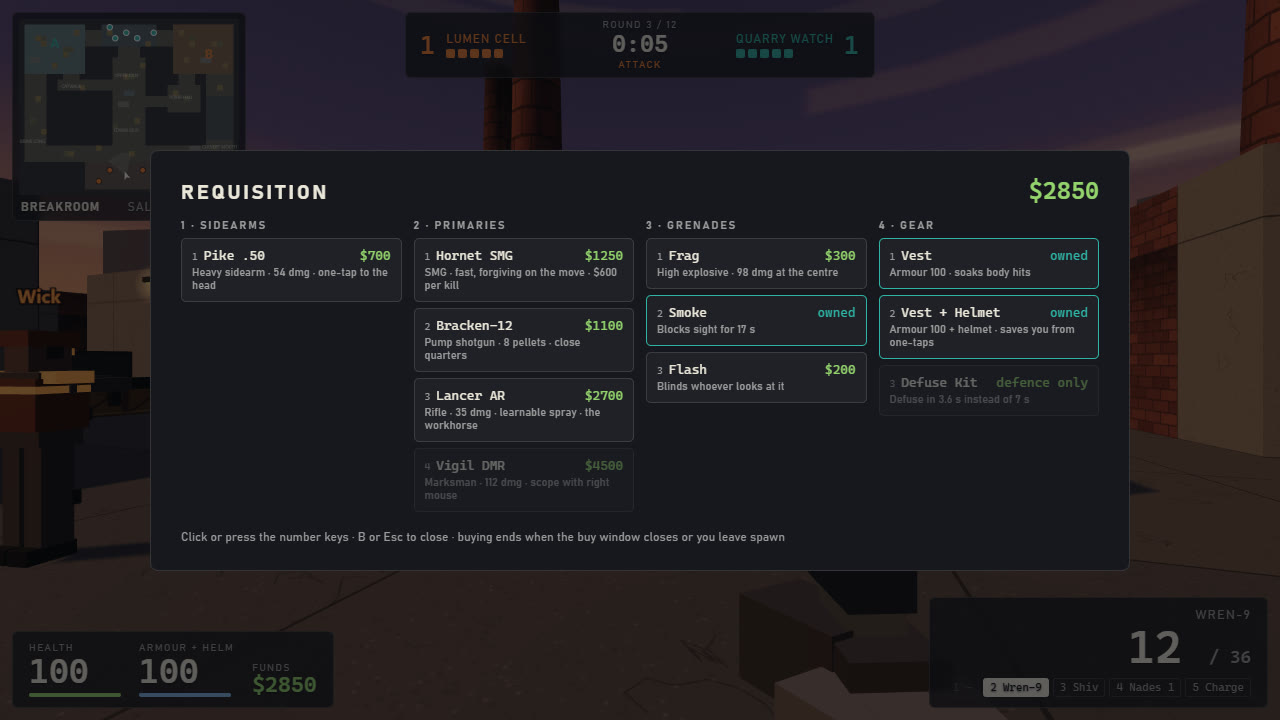 ROUND 3 / 12
1 LUMEN CELL
0:05
QUARRY WATCH 1
ATTACK
A
B
BREAKROOM
SAL
REQUISITION
$2850
1 · SIDEARMS
1 Pike .50 $700
Heavy sidearm · 54 dmg · one-tap to the
head
2 · PRIMARIES
1 Hornet SMG $1250
SMG · fast, forgiving on the move · $600
per kill
2 Bracken-12 $1100
Pump shotgun · 8 pellets · close
quarters
3 Lancer AR $2700
Rifle · 35 dmg · learnable spray · the
workhorse
4 Vigil DMR $4500
Marksman · 112 dmg · scope with right
mouse
3 · GRENADES
1 Frag $300
High explosive · 98 dmg at the centre
2 Smoke owned
Blocks sight for 17 s
3 Flash $200
Blinds whoever looks at it
4 · GEAR
1 Vest owned
Armour 100 · soaks body hits
2 Vest + Helmet owned
Armour 100 + helmet · saves you from
one-taps
3 Defuse Kit defence only
Defuse in 3.6 s instead of 7 s
Click or press the number keys · B or Esc to close · buying ends when the buy window closes or you leave spawn
Wick
HEALTH
100
ARMOUR + HELM
100
FUNDS
$2850
WREN-9
12 / 36
1 —
2 Wren-9
3 Shiv
4 Nades 1
5 Charge